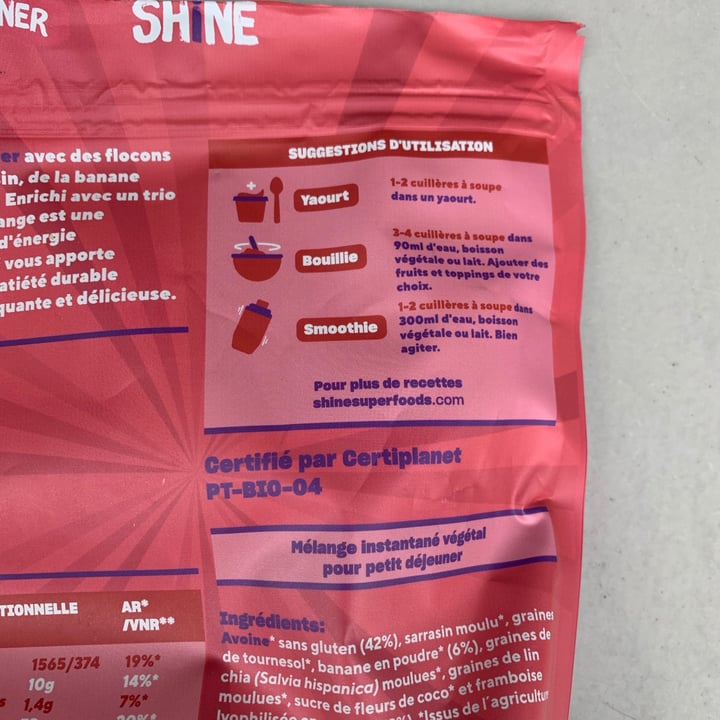 NER
SHiNE
er avec des flocons
in, de la banane
Enrichi avec un trio
ange est une
d'énergie
vous apporte
atiété durable
quante et délicieuse.
SUGGESTIONS D'UTILISATION
Yaourt
1-2 cuillères à soupe
dans un yaourt.
Bouillie
3-4 cuillères à soupe dans
90ml d'eau, boisson
végétale ou lait. Ajouter des
fruits et toppings de votre
choix.
Smoothie
1-2 cuillères à soupe dans
300ml d'eau, boisson
végétale ou lait. Bien
agiter.
Pour plus de recettes
shinesuperfoods.com
Certifié par Certiplanet
PT-BIO-04
Mélange instantané végétal
pour petit déjeuner
TIONNELLE AR*
/VNR**
1565/374 19%*
10g 14%*
s 1,4g 7%*
20%*
Ingrédients:
Avoine* sans gluten (42%), sarrasin moulu*, graines
de tournesol*, banane en poudre* (6%), graines de
chia (Salvia hispanica) moulues*, graines de lin
moulues*, sucre de fleurs de coco* et framboise
*Issus de l'agricultur